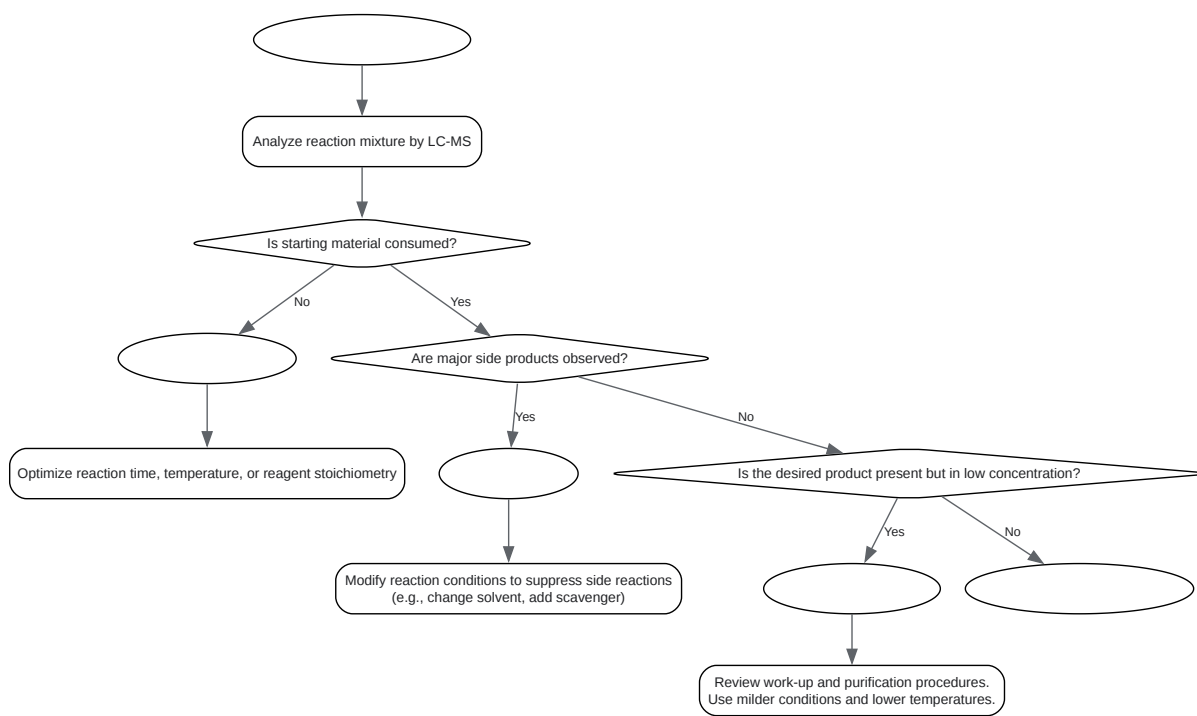 Analyze reaction mixture by LC-MS
Is starting material consumed?
No
Yes
Are major side products observed?
Yes
No
Optimize reaction time, temperature, or reagent stoichiometry
Is the desired product present but in low concentration?
Yes
No
Modify reaction conditions to suppress side reactions
(e.g., change solvent, add scavenger)
Review work-up and purification procedures.
Use milder conditions and lower temperatures.